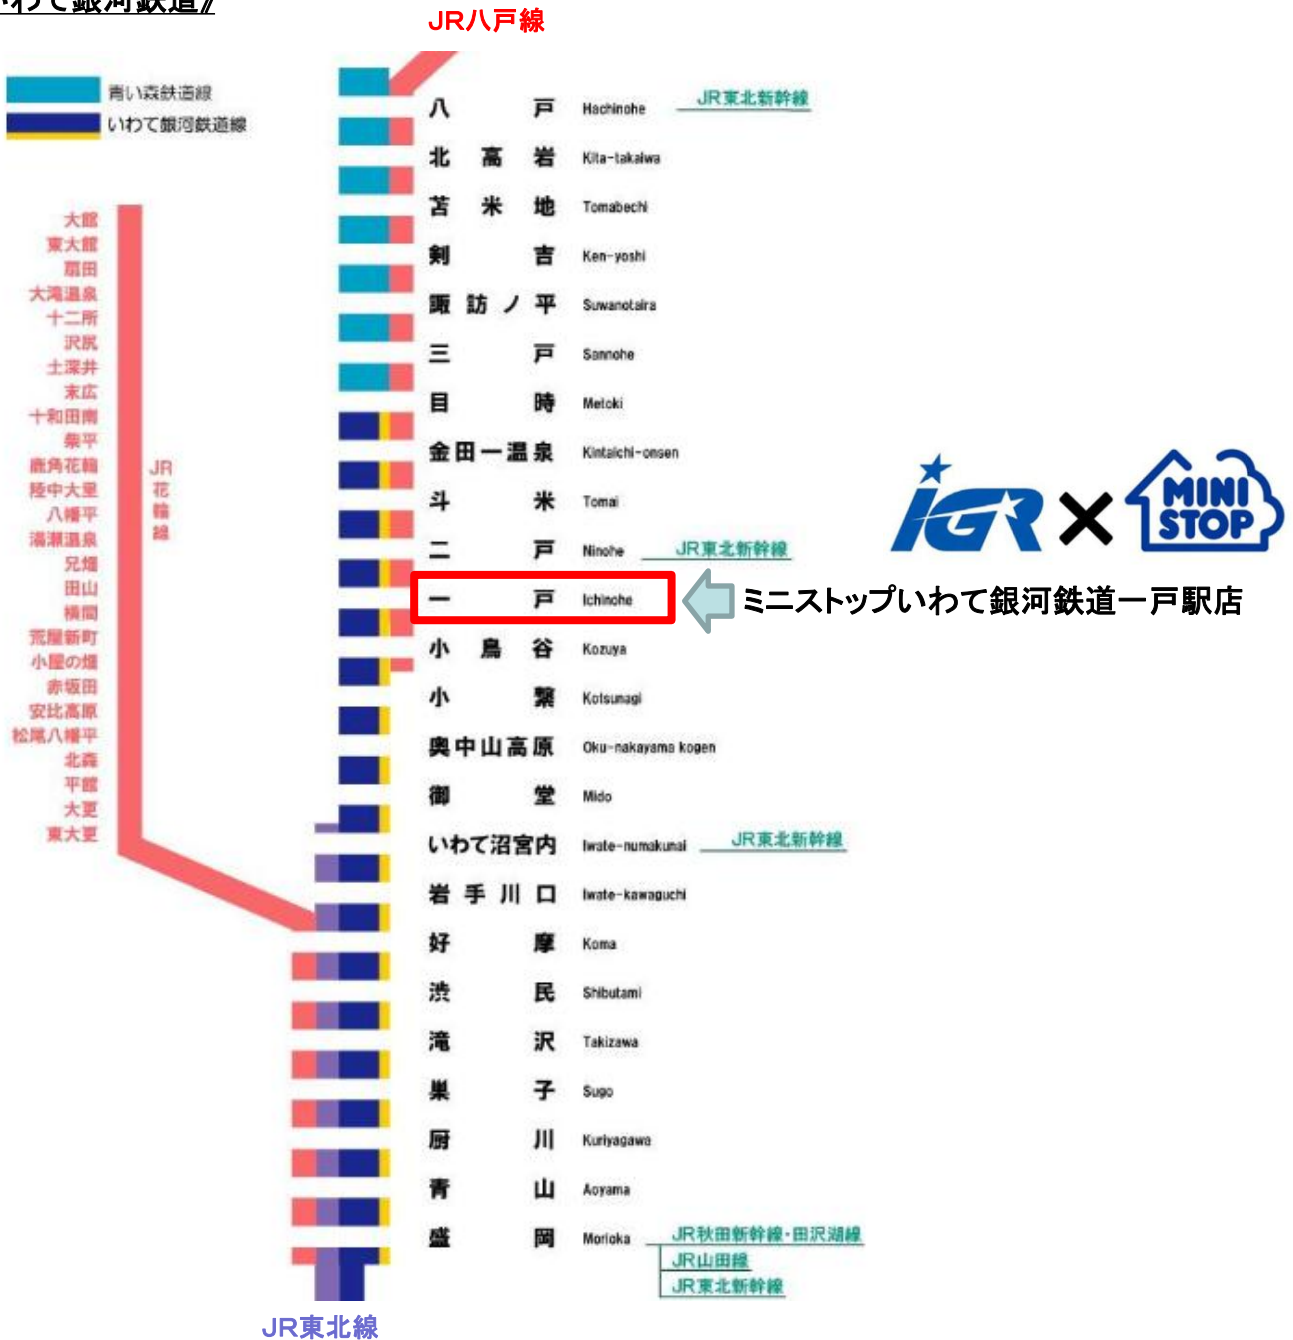 わて銀河鉄道》
JR八戸線
青い森鉄道線
いわて銀河鉄道線
八戸 Hachinohe JR東北新幹線
北高岩 Kita-takaiwa
苫米地 Tomabechi
剣吉 Ken-yoshi
諏訪ノ平 Suwanotaira
三戸 Sannohe
目時 Metoki
金田一温泉 Kintaichi-onsen
斗米 Tomai
二戸 Ninohe JR東北新幹線
一戸 Ichinohe
小鳥谷 Kozuya
小繋 Kotsunagi
奥中山高原 Oku-nakayama kogen
御堂 Mido
いわて沼宮内 Iwate-numakunai JR東北新幹線
岩手川口 Iwate-kawaguchi
好摩 Koma
渋民 Shibutami
滝沢 Takizawa
巣子 Sugo
厨川 Kuriyagawa
青山 Aoyama
盛岡 Morioka JR秋田新幹線・田沢湖線
JR山田線
JR東北新幹線
JR東北線
大館
東大館
扇田
大滝温泉
十二所
沢尻
土深井
末広
十和田南
柴平
鹿角花輪
陸中大里
八幡平
湯瀬温泉
兄畑
田山
横間
荒屋新町
小屋の畑
赤坂田
安比高原
松尾八幡平
北森
平館
大更
東大更
JR花輪線
IGR×MINI STOP
ミニストップいわて銀河鉄道一戸駅店